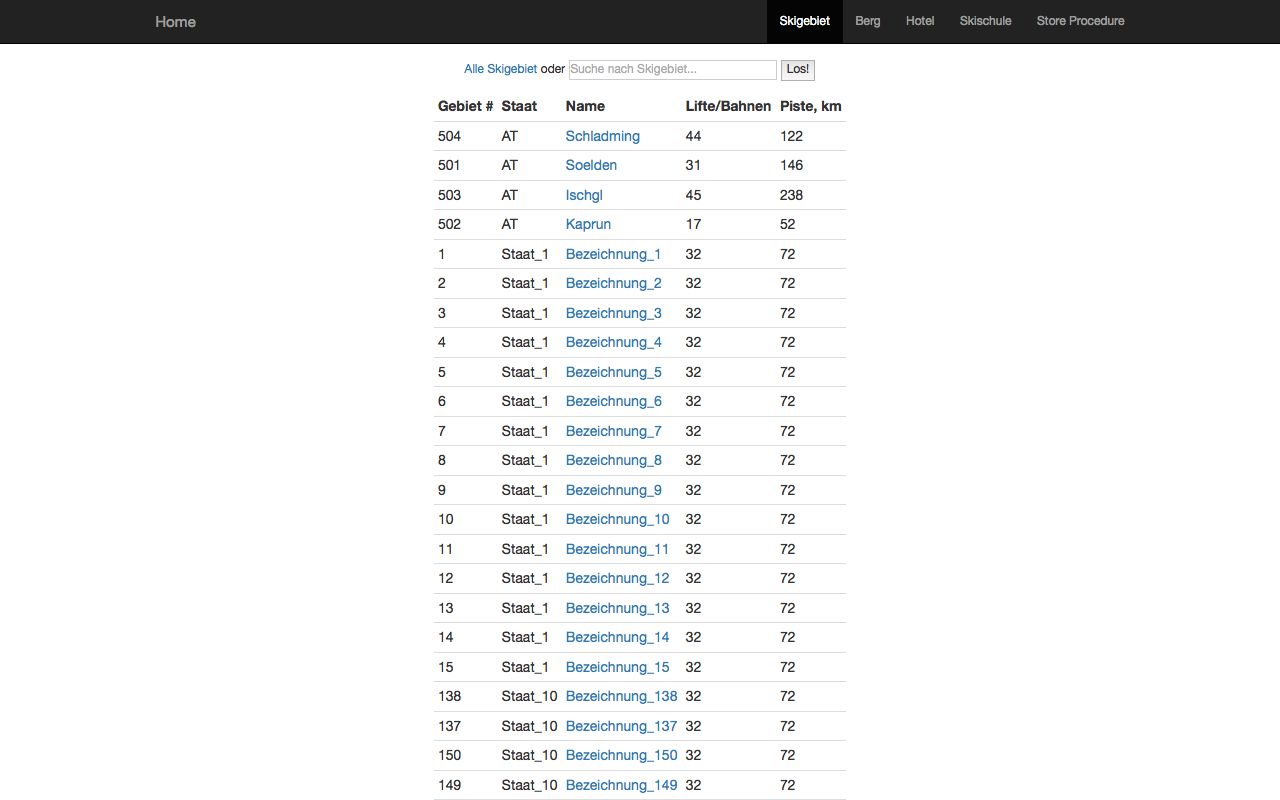 Home Skigebiet Berg Hotel Skischule Store Procedure
Alle Skigebiet oder Suche nach Skigebiet... Los!
Gebiet # Staat Name Lifte/Bahnen Piste, km
504 AT Schladming 44 122
501 AT Soelden 31 146
503 AT Ischgl 45 238
502 AT Kaprun 17 52
1 Staat_1 Bezeichnung_1 32 72
2 Staat_1 Bezeichnung_2 32 72
3 Staat_1 Bezeichnung_3 32 72
4 Staat_1 Bezeichnung_4 32 72
5 Staat_1 Bezeichnung_5 32 72
6 Staat_1 Bezeichnung_6 32 72
7 Staat_1 Bezeichnung_7 32 72
8 Staat_1 Bezeichnung_8 32 72
9 Staat_1 Bezeichnung_9 32 72
10 Staat_1 Bezeichnung_10 32 72
11 Staat_1 Bezeichnung_11 32 72
12 Staat_1 Bezeichnung_12 32 72
13 Staat_1 Bezeichnung_13 32 72
14 Staat_1 Bezeichnung_14 32 72
15 Staat_1 Bezeichnung_15 32 72
138 Staat_10 Bezeichnung_138 32 72
137 Staat_10 Bezeichnung_137 32 72
150 Staat_10 Bezeichnung_150 32 72
149 Staat_10 Bezeichnung_149 32 72